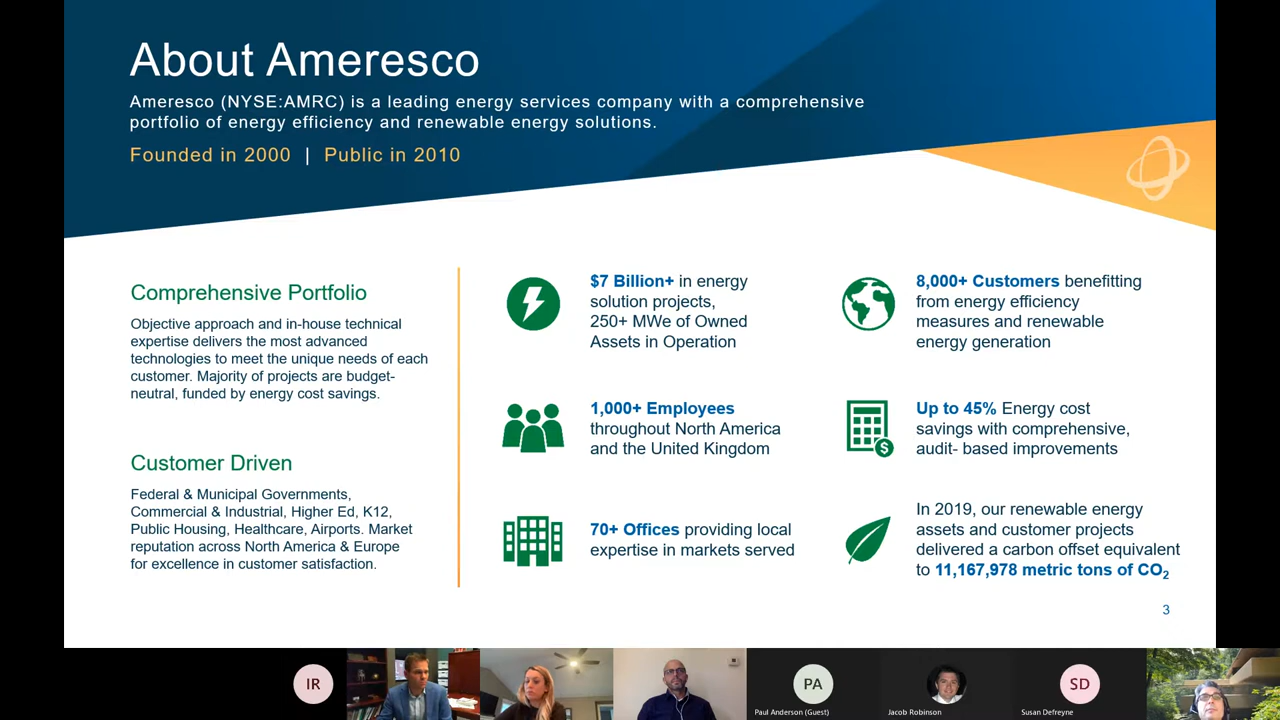 About Ameresco
Ameresco (NYSE:AMRC) is a leading energy services company with a comprehensive
portfolio of energy efficiency and renewable energy solutions.
Founded in 2000 | Public in 2010
Comprehensive Portfolio
Objective approach and in-house technical
expertise delivers the most advanced
technologies to meet the unique needs of each
customer. Majority of projects are budget-
neutral, funded by energy cost savings.
Customer Driven
Federal & Municipal Governments,
Commercial & Industrial, Higher Ed, K12,
Public Housing, Healthcare, Airports. Market
reputation across North America & Europe
for excellence in customer satisfaction.
$7 Billion+ in energy
solution projects,
250+ MWe of Owned
Assets in Operation
1,000+ Employees
throughout North America
and the United Kingdom
70+ Offices providing local
expertise in markets served
8,000+ Customers benefitting
from energy efficiency
measures and renewable
energy generation
$
Up to 45% Energy cost
savings with comprehensive,
audit- based improvements
In 2019, our renewable energy
assets and customer projects
delivered a carbon offset equivalent
to 11,167,978 metric tons of CO₂
3
IR
PA
Paul Anderson (Guest)
Jacob Robinson
SD
Susan Defreyne